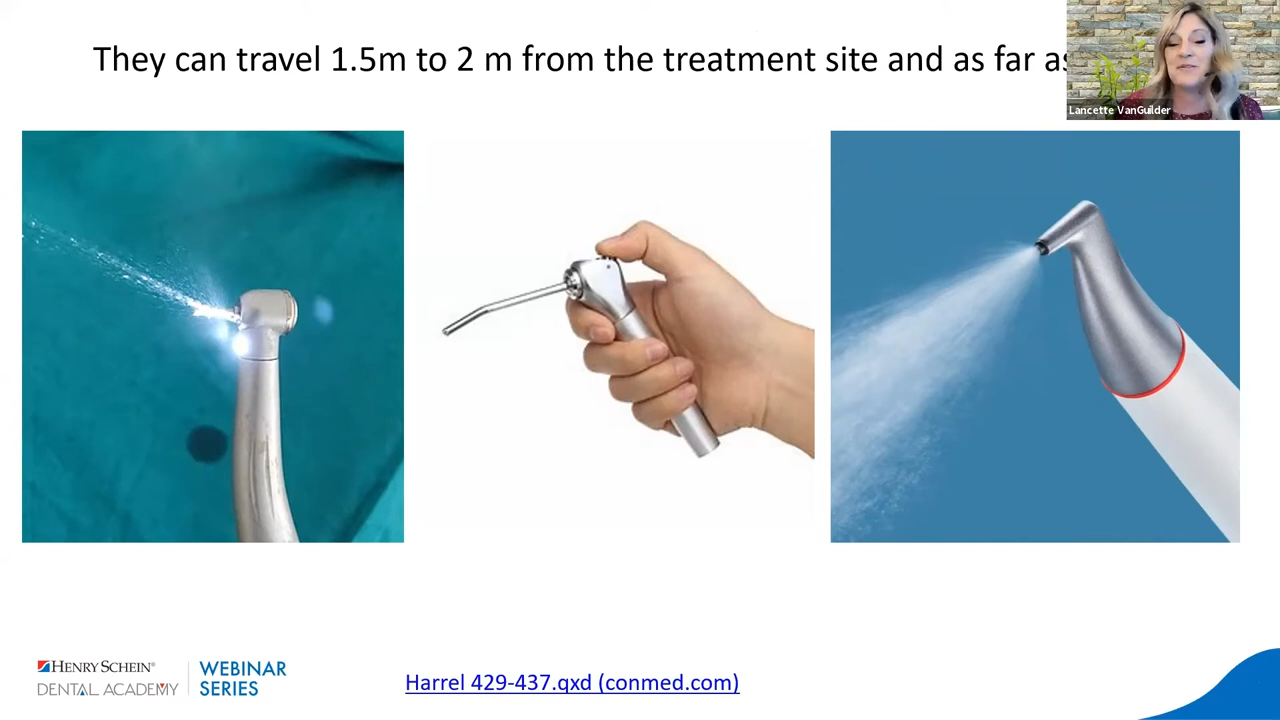 They can travel 1.5m to 2 m from the treatment site and as far as
Lancette VanGuilder
HENRY SCHEIN®
DENTAL ACADEMY
WEBINAR
SERIES
Harrel 429-437.qxd (conmed.com)